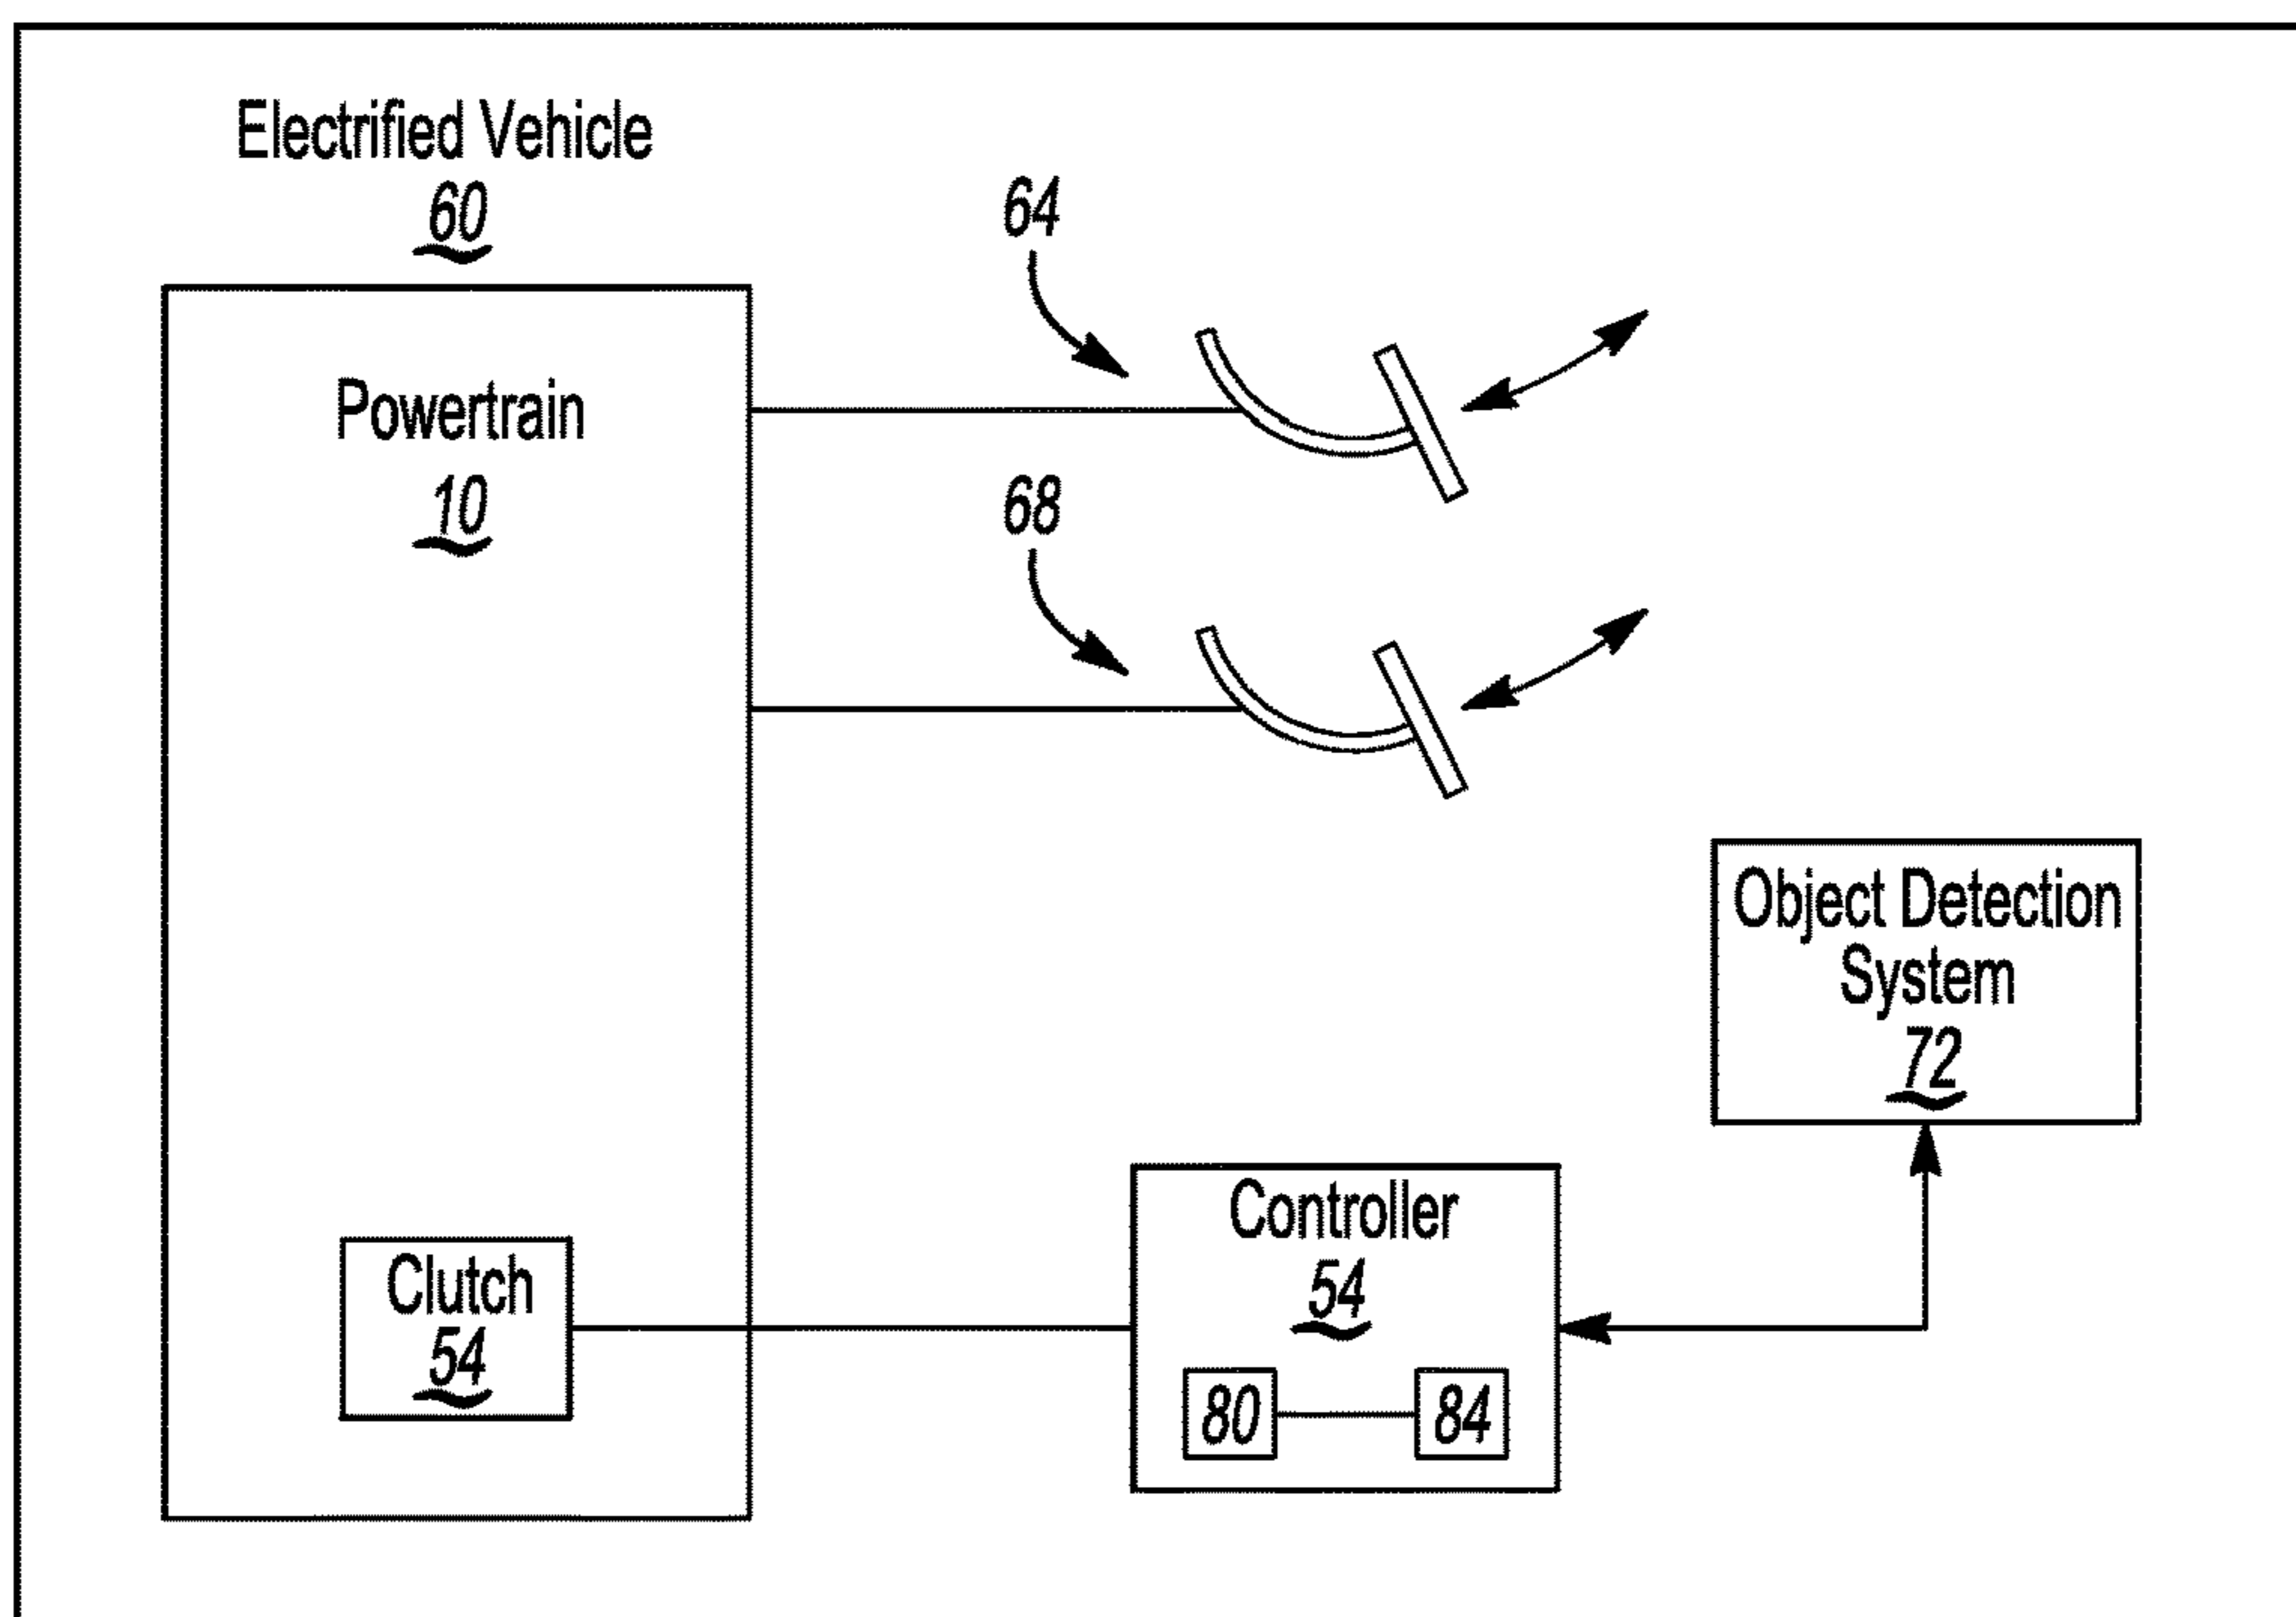 Electrified Vehicle
60
Powertrain
10
64
68
Object Detection
System
72
Controller
54
80
84
Clutch
54